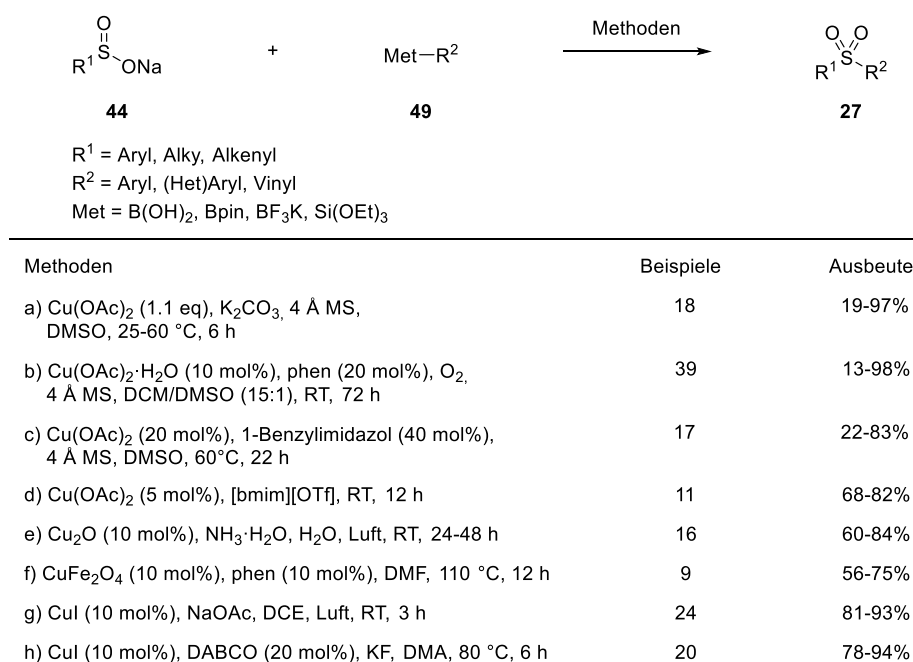 O
R¹ S ONa + Met–R² Methoden O O R¹ S R²
44 49 27
R¹ = Aryl, Alky, Alkenyl
R² = Aryl, (Het)Aryl, Vinyl
Met = B(OH)₂, Bpin, BF₃K, Si(OEt)₃
Methoden Beispiele Ausbeute
a) Cu(OAc)₂ (1.1 eq), K₂CO₃, 4 Å MS, 18 19-97%
DMSO, 25-60 °C, 6 h
b) Cu(OAc)₂·H₂O (10 mol%), phen (20 mol%), O₂, 39 13-98%
4 Å MS, DCM/DMSO (15:1), RT, 72 h
c) Cu(OAc)₂ (20 mol%), 1-Benzylimidazol (40 mol%), 17 22-83%
4 Å MS, DMSO, 60°C, 22 h
d) Cu(OAc)₂ (5 mol%), [bmim][OTf], RT, 12 h 11 68-82%
e) Cu₂O (10 mol%), NH₃·H₂O, H₂O, Luft, RT, 24-48 h 16 60-84%
f) CuFe₂O₄ (10 mol%), phen (10 mol%), DMF, 110 °C, 12 h 9 56-75%
g) CuI (10 mol%), NaOAc, DCE, Luft, RT, 3 h 24 81-93%
h) CuI (10 mol%), DABCO (20 mol%), KF, DMA, 80 °C, 6 h 20 78-94%